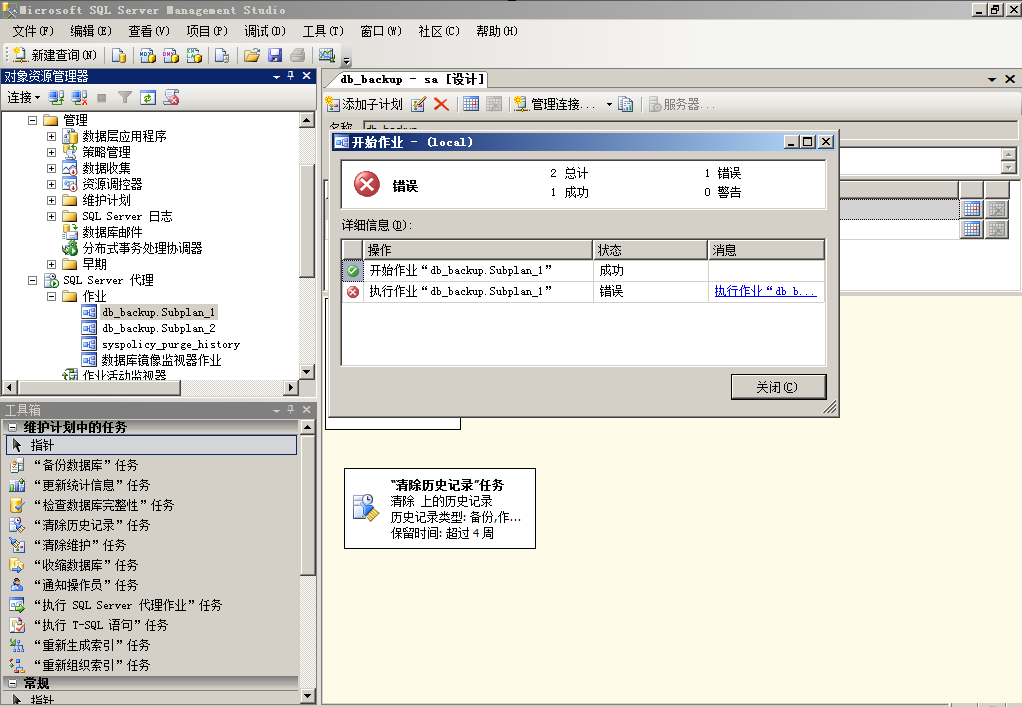 Microsoft SQL Server Management Studio
文件(F) 编辑(E) 查看(V) 项目(P) 调试(D) 工具(T) 窗口(W) 社区(C) 帮助(H)
新建查询(N)
对象资源管理器
连接
管理
数据层应用程序
策略管理
数据收集
资源调控器
维护计划
SQL Server 日志
数据库邮件
分布式事务处理协调器
早期
SQL Server 代理
作业
db_backup.Subplan_1
db_backup.Subplan_2
syspolicy_purge_history
数据库镜像监视器作业
作业活动监视器
工具箱
维护计划中的任务
指针
“备份数据库”任务
“更新统计信息”任务
“检查数据库完整性”任务
“清除历史记录”任务
“清除维护”任务
“收缩数据库”任务
“通知操作员”任务
“执行 SQL Server 代理作业”任务
“执行 T-SQL 语句”任务
“重新生成索引”任务
“重新组织索引”任务
常规
指针
db_backup - sa [设计]
添加子计划 管理连接... 服务器...
名称 db_backup
开始作业 - (local)
错误
2 总计 1 错误
1 成功 0 警告
详细信息(D):
操作 状态 消息
开始作业“db_backup.Subplan_1” 成功
执行作业“db_backup.Subplan_1” 错误 执行作业“db_b...
关闭(C)
“清除历史记录”任务
清除 上的历史记录
历史记录类型: 备份,作...
保留时间: 超过 4 周